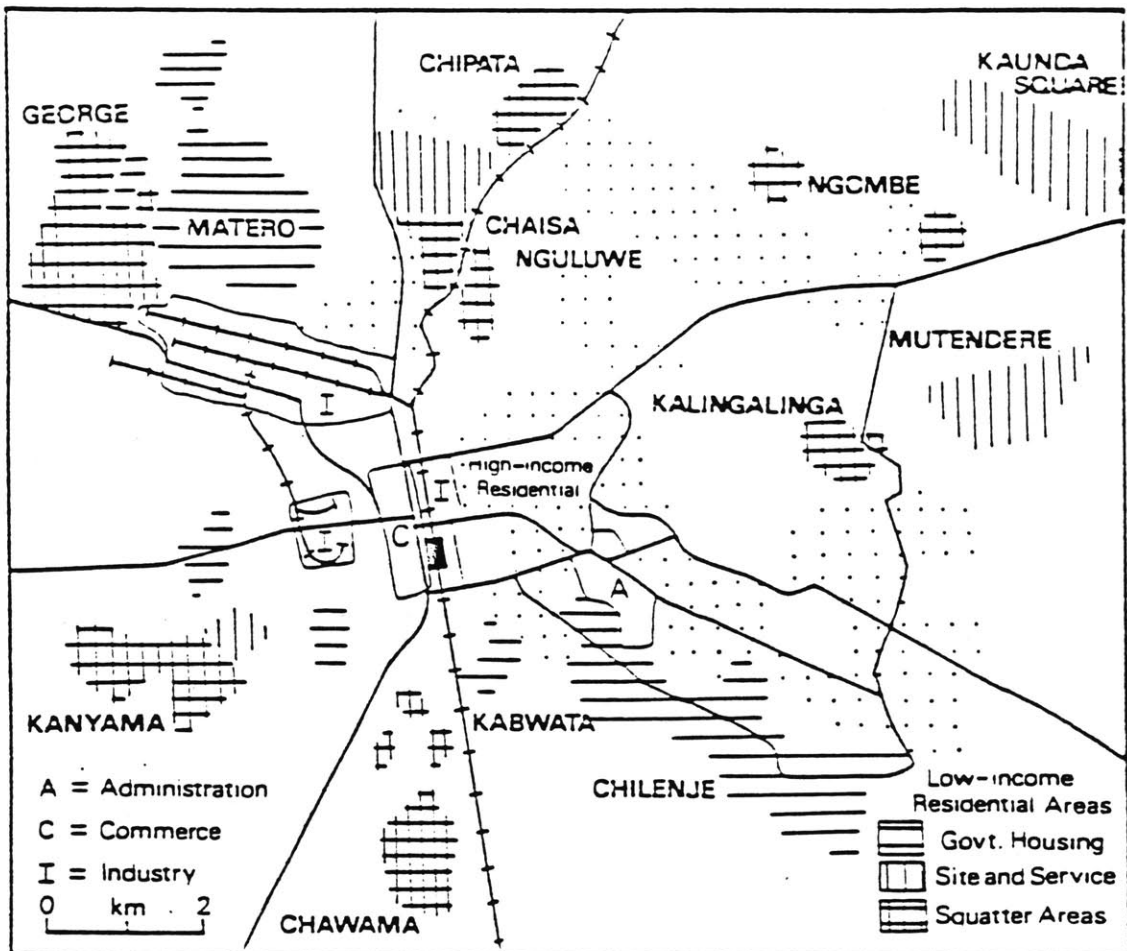 CHIPATA
KAUNDA
SQUARE
GEORGE
NGOMBE
MATERO
CHAISA
NGULUWE
MUTENDERE
KALINGALINGA
I
High-income
Residential
I
C
I
A
KANYAMA
KABWATA
CHILENJE
CHAWAMA
A = Administration
C = Commerce
I = Industry
0 km 2
Low-income
Residential Areas
Govt. Housing
Site and Service
Squatter Areas